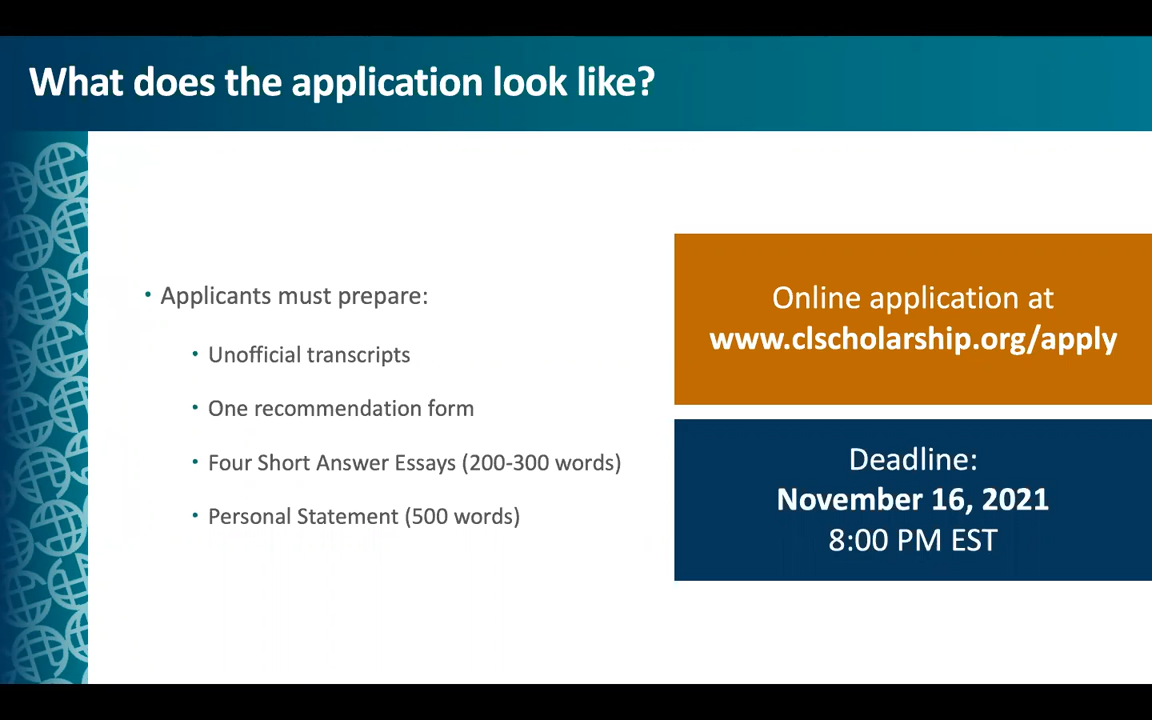 What does the application look like?
• Applicants must prepare:
• Unofficial transcripts
• One recommendation form
• Four Short Answer Essays (200-300 words)
• Personal Statement (500 words)
Online application at
www.clscholarship.org/apply
Deadline:
November 16, 2021
8:00 PM EST